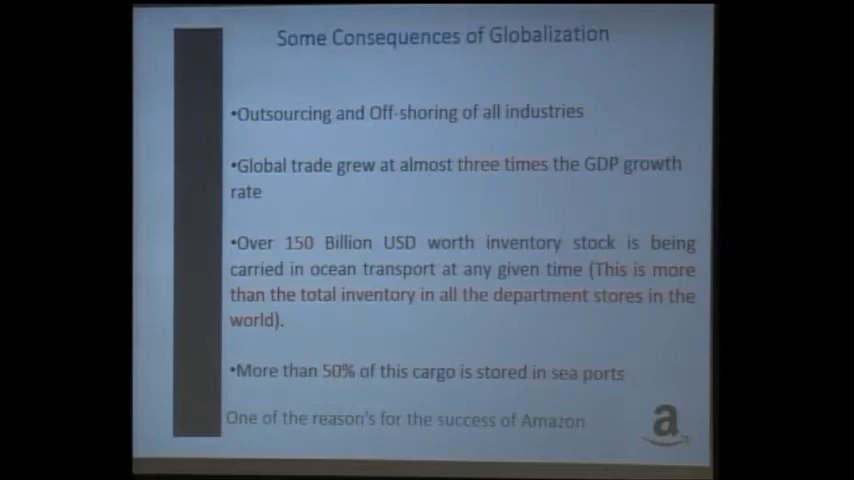 Some Consequences of Globalization
•Outsourcing and Off-shoring of all industries
•Global trade grew at almost three times the GDP growth
rate
•Over 150 Billion USD worth inventory stock is being
carried in ocean transport at any given time (This is more
than the total inventory in all the department stores in the
world).
•More than 50% of this cargo is stored in sea ports
One of the reason's for the success of Amazon
a